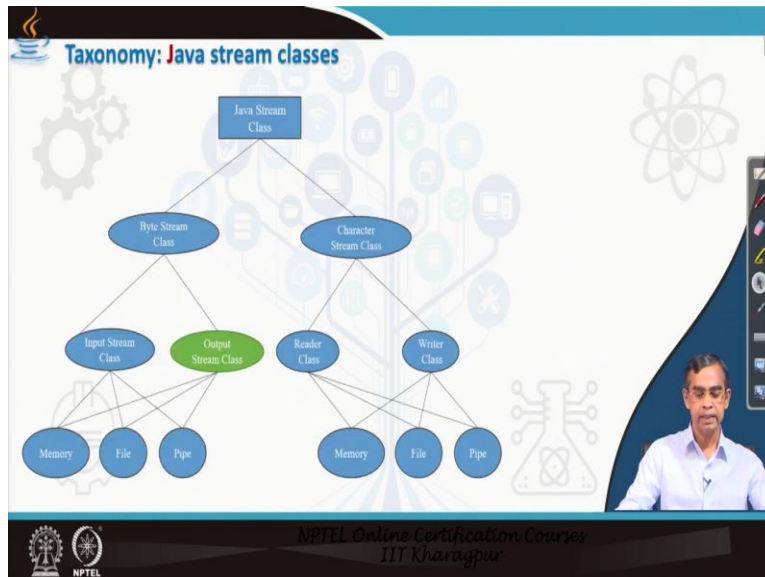 Taxonomy: Java stream classes
Java Stream
Class
Byte Stream
Class
Character
Stream Class
Input Stream
Class
Output
Stream Class
Reader
Class
Writer
Class
Memory
File
Pipe
Memory
File
Pipe
NPTEL Online Certification Courses
IIT Kharagpur
NPTEL